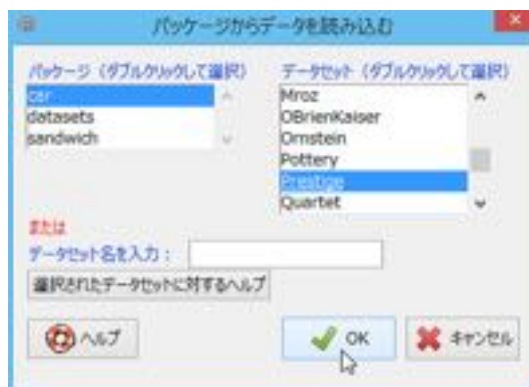 パッケージからデータを読み込む
パッケージ（ダブルクリックして選択）
car
datasets
sandwich
データセット（ダブルクリックして選択）
Mroz
OBrienKaiser
Ornstein
Pottery
Prestige
Quartet
または
データセット名を入力：
選択されたデータセットに対するヘルプ
ヘルプ
OK
キャンセル